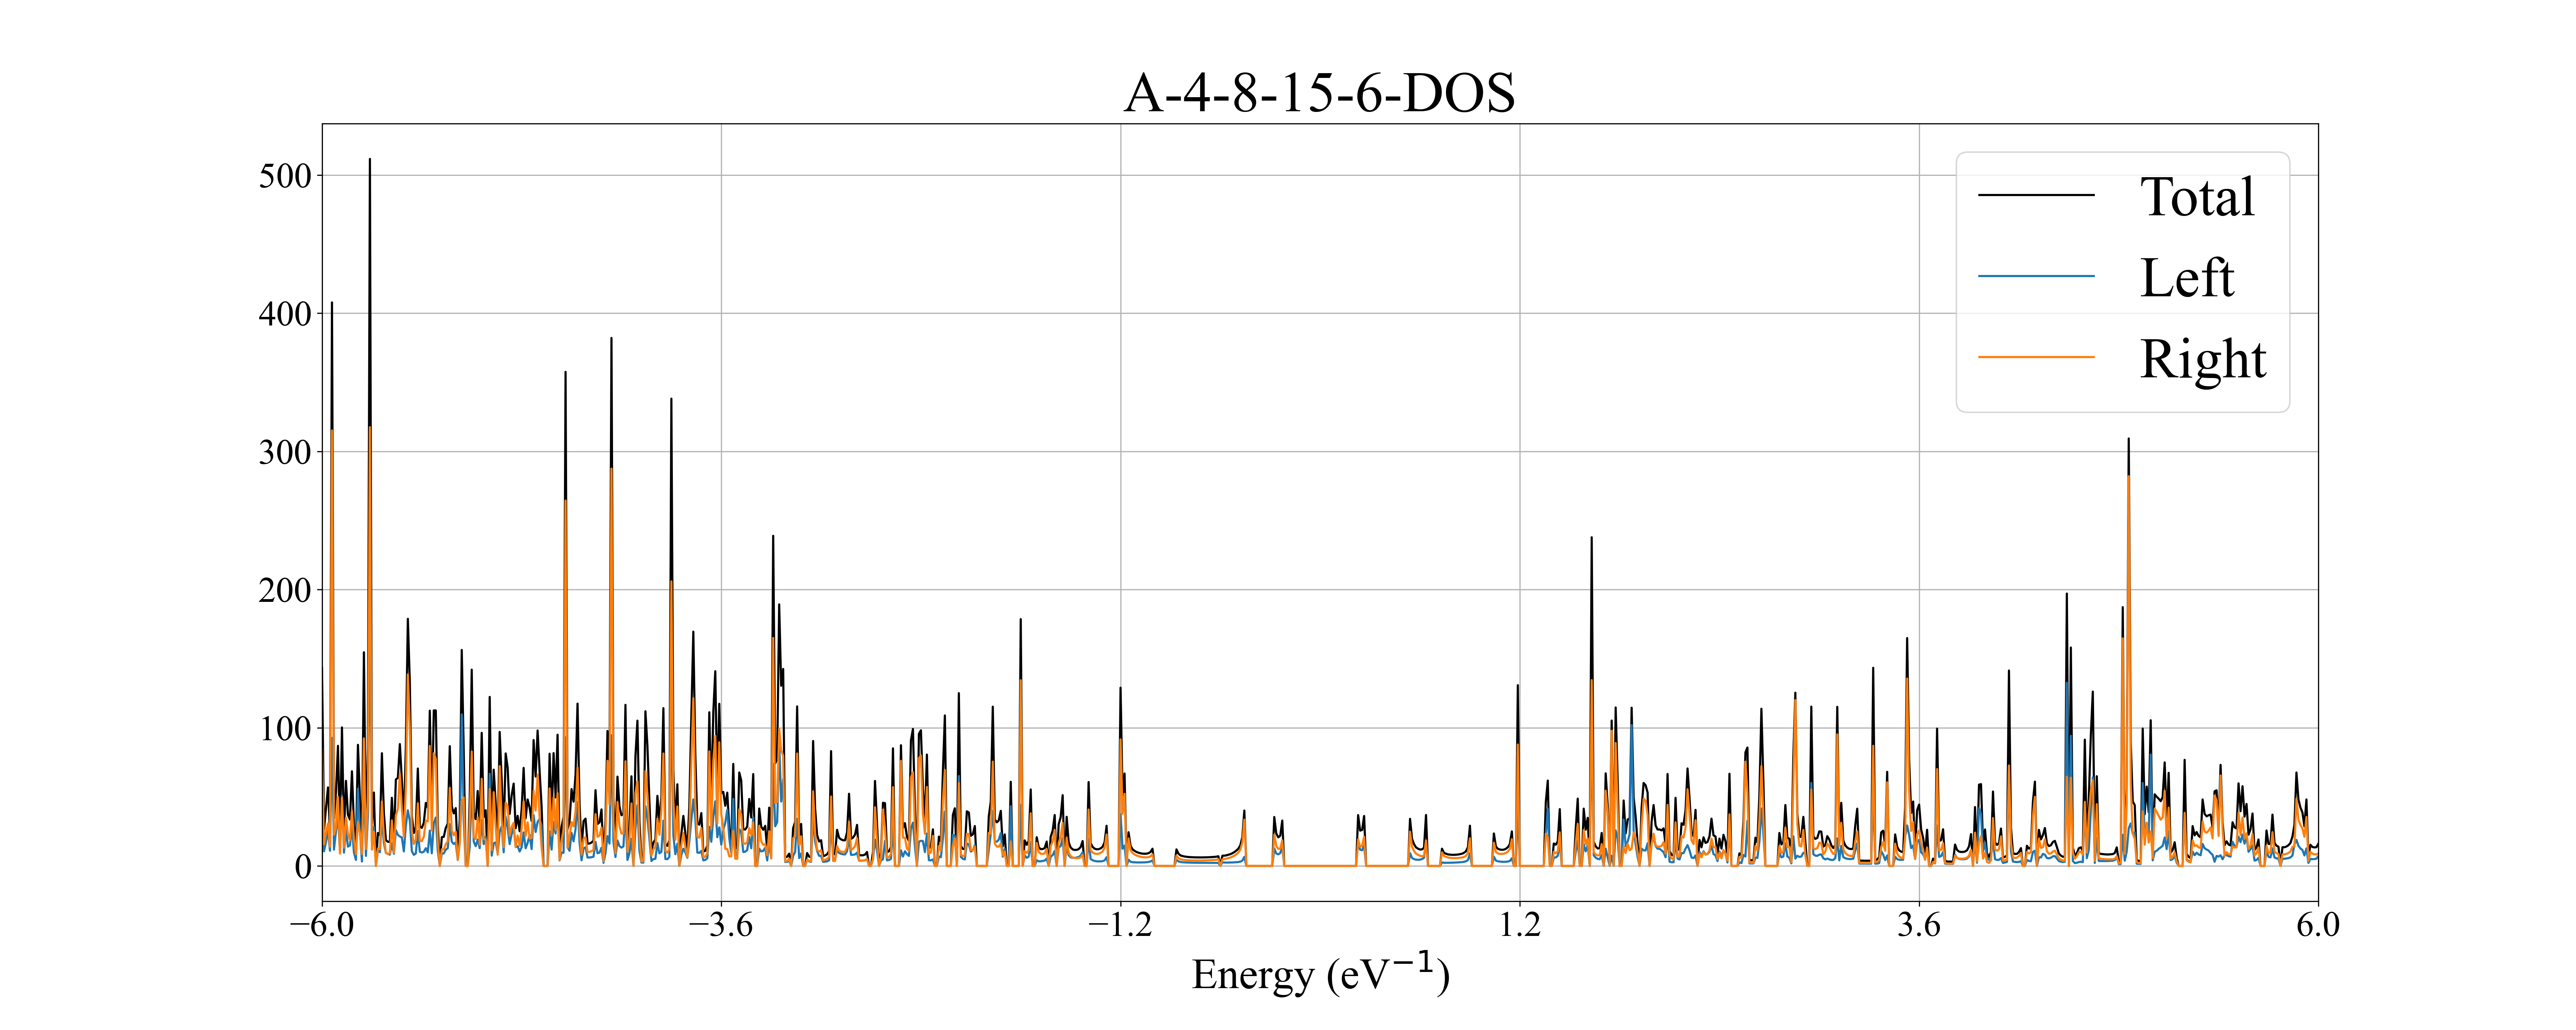 A-4-8-15-6-DOS
500
400
300
200
100
0
Total
Left
Right
−6.0 −3.6 −1.2 1.2 3.6 6.0
Energy (eV⁻¹)